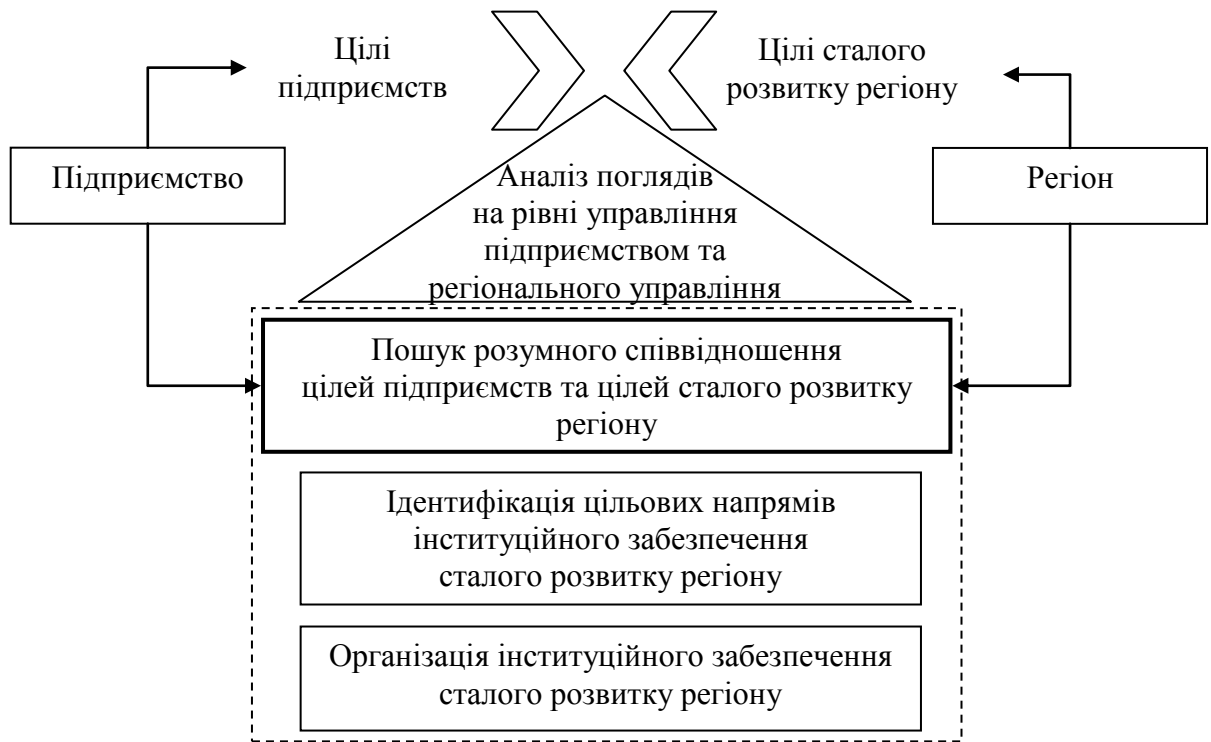 Цілі
підприємств
Цілі сталого
розвитку регіону
Підприємство
Регіон
Аналіз поглядів
на рівні управління
підприємством та
регіонального управління
Пошук розумного співвідношення
цілей підприємств та цілей сталого розвитку
регіону
Ідентифікація цільових напрямів
інституційного забезпечення
сталого розвитку регіону
Організація інституційного забезпечення
сталого розвитку регіону